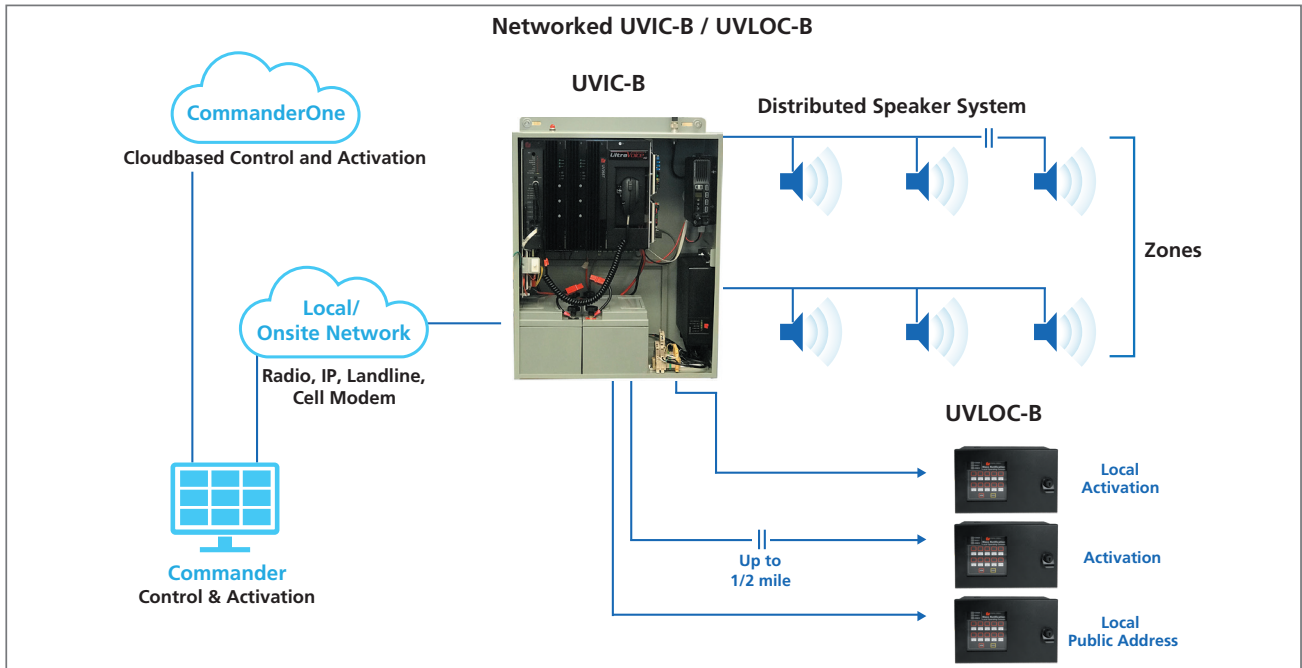 Networked UVIC-B / UVLOC-B
CommanderOne
Cloudbased Control and Activation
UVIC-B
UltraVoice
Distributed Speaker System
Zones
Local/
Onsite Network
Radio, IP, Landline,
Cell Modem
Commander
Control & Activation
UVLOC-B
Local
Activation
Up to
1/2 mile
Activation
Local
Public Address